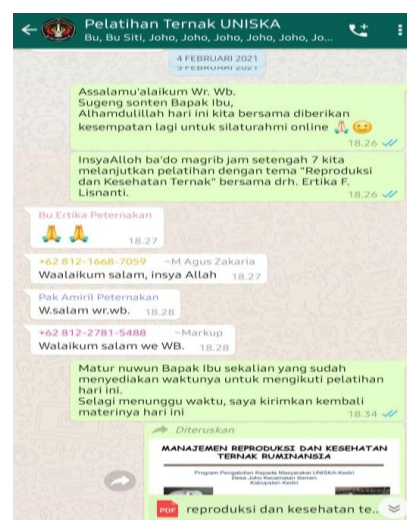 Pelatihan Ternak UNISKA
Bu, Bu Siti, Joho, Joho, Joho, Joho, Joho, Jo...
4 FEBRUARI 2021
3 FEBRUARI 2021
Assalamu'alaikum Wr. Wb.
Sugeng sonten Bapak Ibu,
Alhamdulillah hari ini kita bersama diberikan
kesempatan lagi untuk silaturahmi online 🙏😊
18.26
InsyaAlloh ba'do magrib jam setengah 7 kita
melanjutkan pelatihan dengan tema "Reproduksi
dan Kesehatan Ternak" bersama drh. Ertika F.
Lisnanti.
18.26
Bu Ertika Peternakan
🙏 🙏
18.27
+62 812-1668-7059 ~M Agus Zakaria
Waalaikum salam, insya Allah 18.27
Pak Amiril Peternakan
W.salam wr.wb. 18.28
+62 812-2781-5488 ~Markup
Walaikum salam we WB. 18.28
Matur nuwun Bapak Ibu sekalian yang sudah
menyediakan waktunya untuk mengikuti pelatihan
hari ini.
Selagi menunggu waktu, saya kirimkan kembali
materinya hari ini 18.34
Diteruskan
MANAJEMEN REPRODUKSI DAN KESEHATAN
TERNAK RUMINANSIA
Program Pengabdian Kepada Masyarakat UNISKA-Kediri
Desa Joho Kecamatan Semen
Kabupaten Kediri
PDF reproduksi dan kesehatan te...